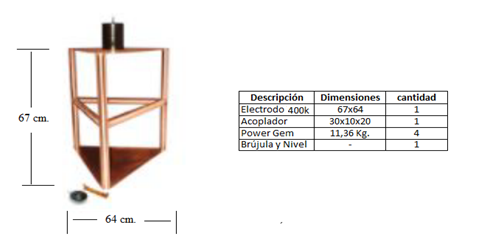 67 cm.
64 cm.
Descripción Dimensiones cantidad
Electrodo 400k 67x64 1
Acoplador 30x10x20 1
Power Gem 11,36 Kg. 4
Brújula y Nivel - 1